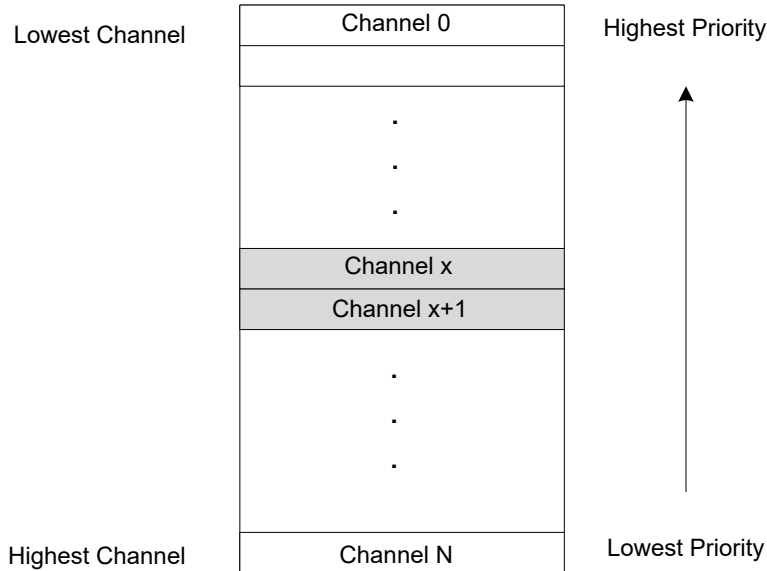 Lowest Channel
Channel 0
Highest Priority
.
.
.
Channel x
Channel x+1
.
.
.
Highest Channel
Channel N
Lowest Priority